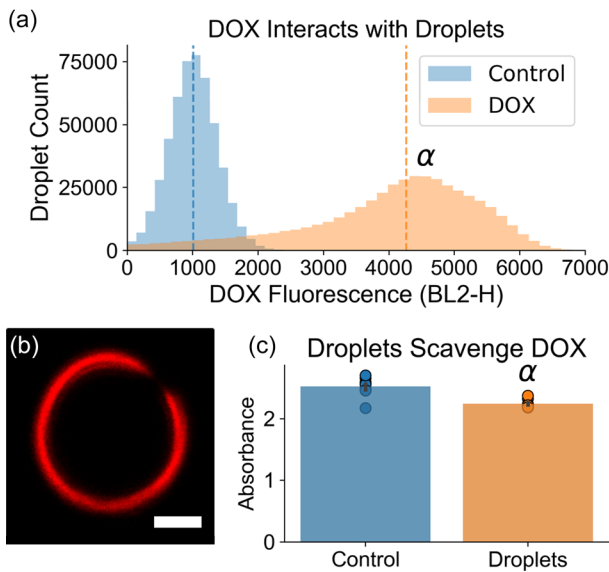 (a)
DOX Interacts with Droplets
75000
50000
25000
0
Droplet Count
Control
DOX
α
0 1000 2000 3000 4000 5000 6000 7000
DOX Fluorescence (BL2-H)
(b)
(c)
Droplets Scavenge DOX
α
2
1
0
Absorbance
Control Droplets